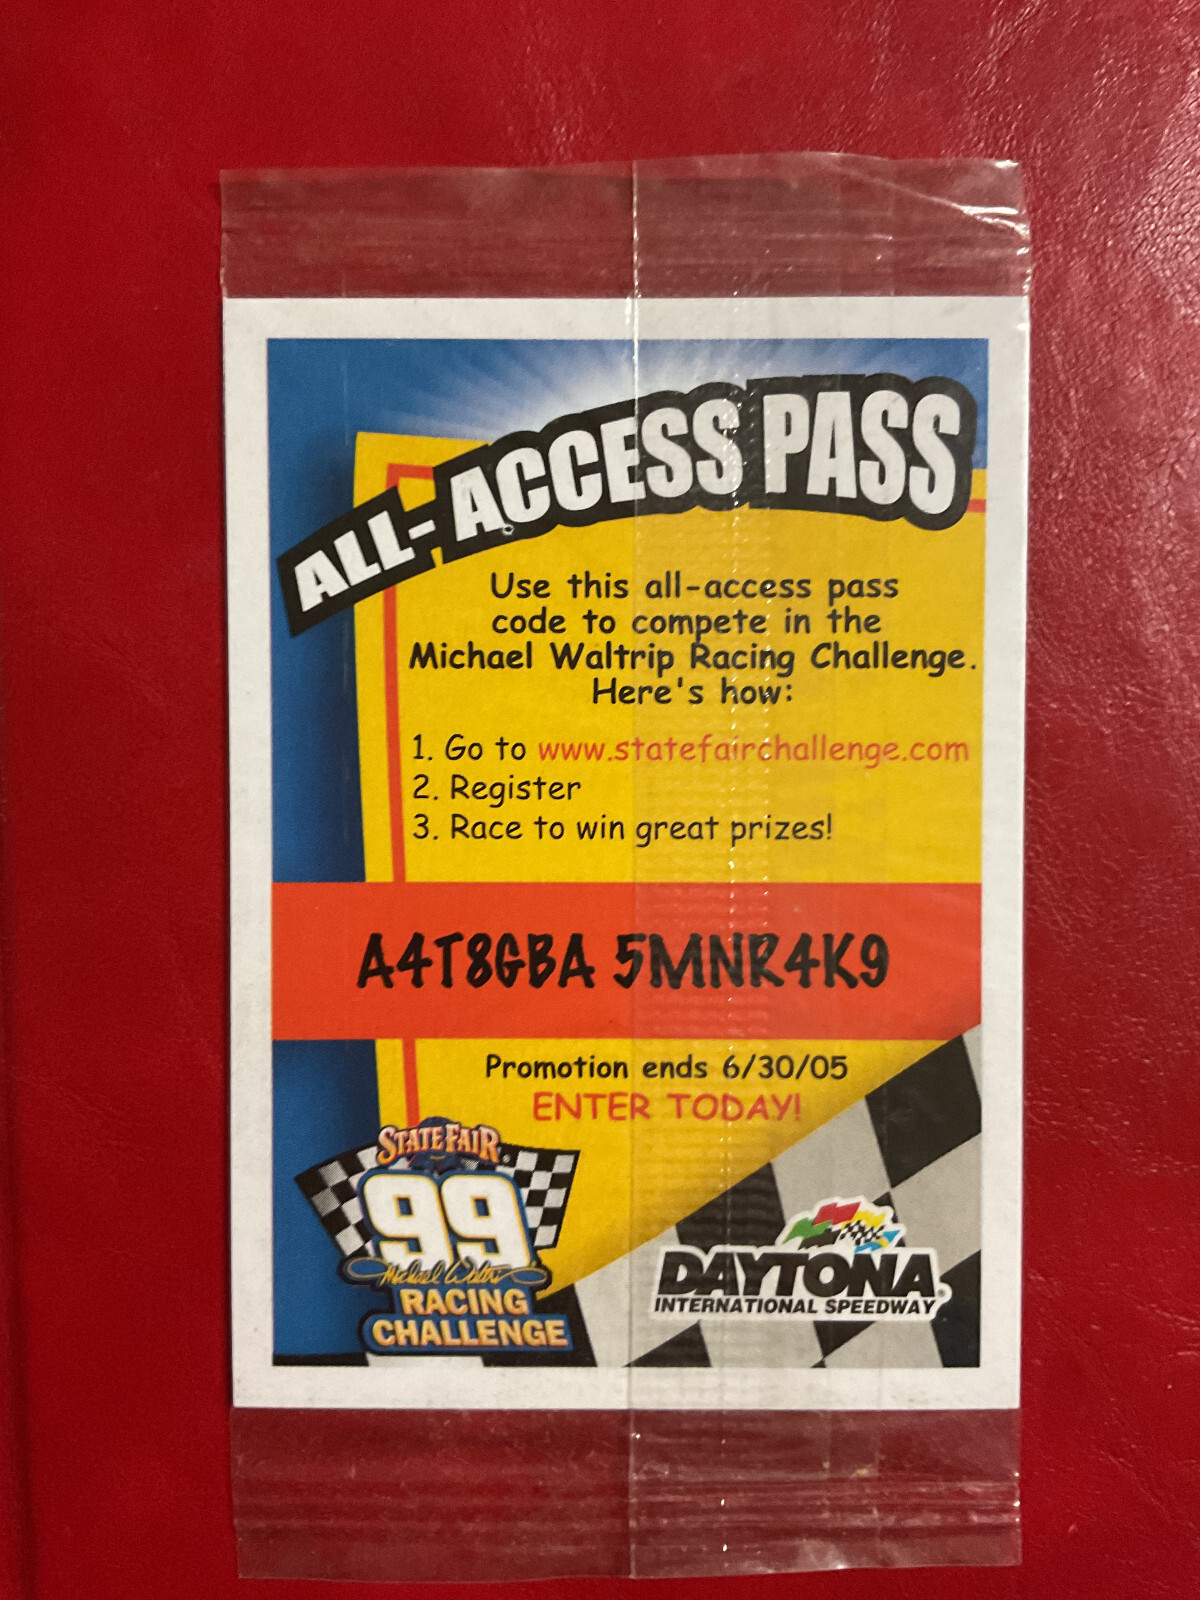 ALL-ACCESS PASS
Use this all-access pass
code to compete in the
Michael Waltrip Racing Challenge.
Here's how:
1. Go to www.statefairchallenge.com
2. Register
3. Race to win great prizes!
A4T8GBA 5MNR4K9
Promotion ends 6/30/05
ENTER TODAY!
STATE FAIR
99
Michael Waltrip
RACING
CHALLENGE
DAYTONA
INTERNATIONAL SPEEDWAY